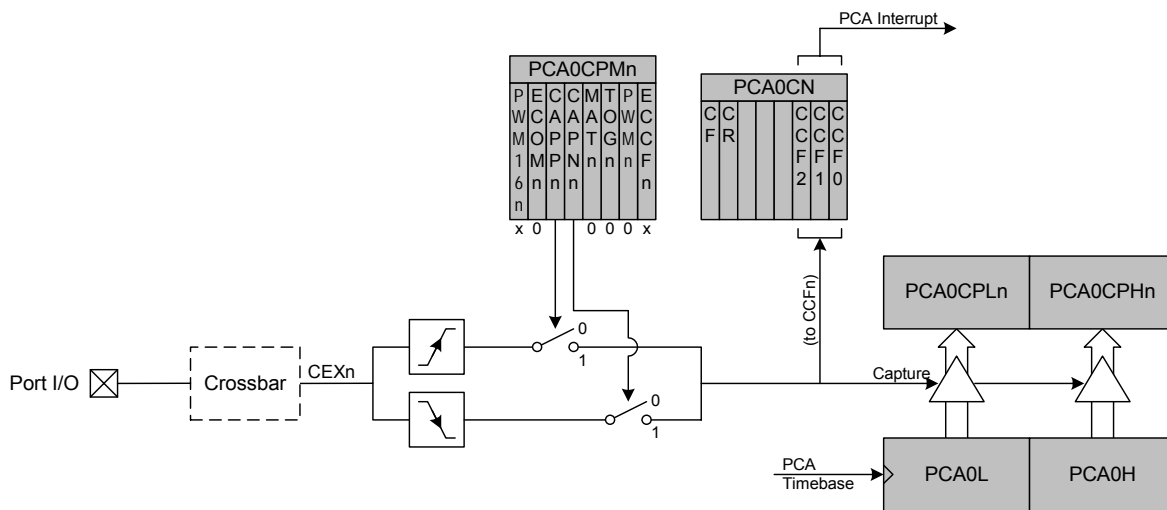 PCA Interrupt
PCA0CPMn
PWM16n
ECOMn
CAPPn
CAPNn
MATn
TOGn
PWMn
ECCFn
x 0 0 0 0 x
PCA0CN
CF
CR
CCF2
CCF1
CCF0
(to CCFn)
PCA0CPLn
PCA0CPHn
0
1
0
1
Port I/O
Crossbar
CEXn
Capture
PCA
Timebase
PCA0L
PCA0H